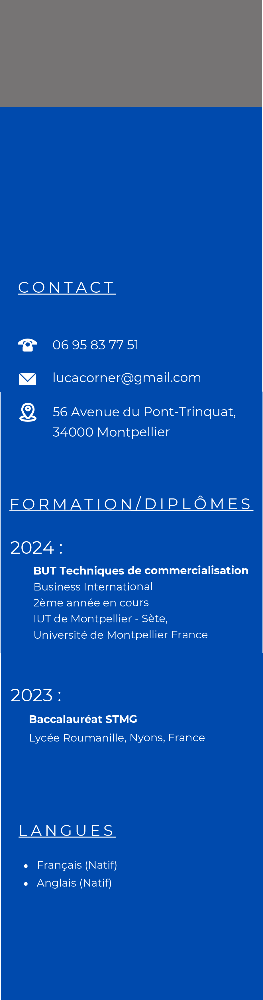 CONTACT
06 95 83 77 51
lucacorner@gmail.com
56 Avenue du Pont-Trinquat,
34000 Montpellier
FORMATION/DIPLÔMES
2024 :
BUT Techniques de commercialisation
Business International
2ème année en cours
IUT de Montpellier - Sète,
Université de Montpellier France
2023 :
Baccalauréat STMG
Lycée Roumanille, Nyons, France
LANGUES
• Français (Natif)
• Anglais (Natif)